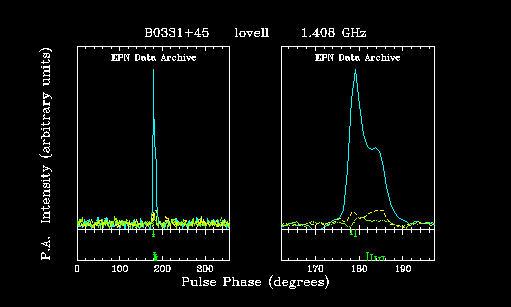 B0331+45 lovell 1.408 GHz
EPN Data Archive EPN Data Archive
P.A. Intensity (arbitrary units)
0 100 200 300 170 180 190
Pulse Phase (degrees)